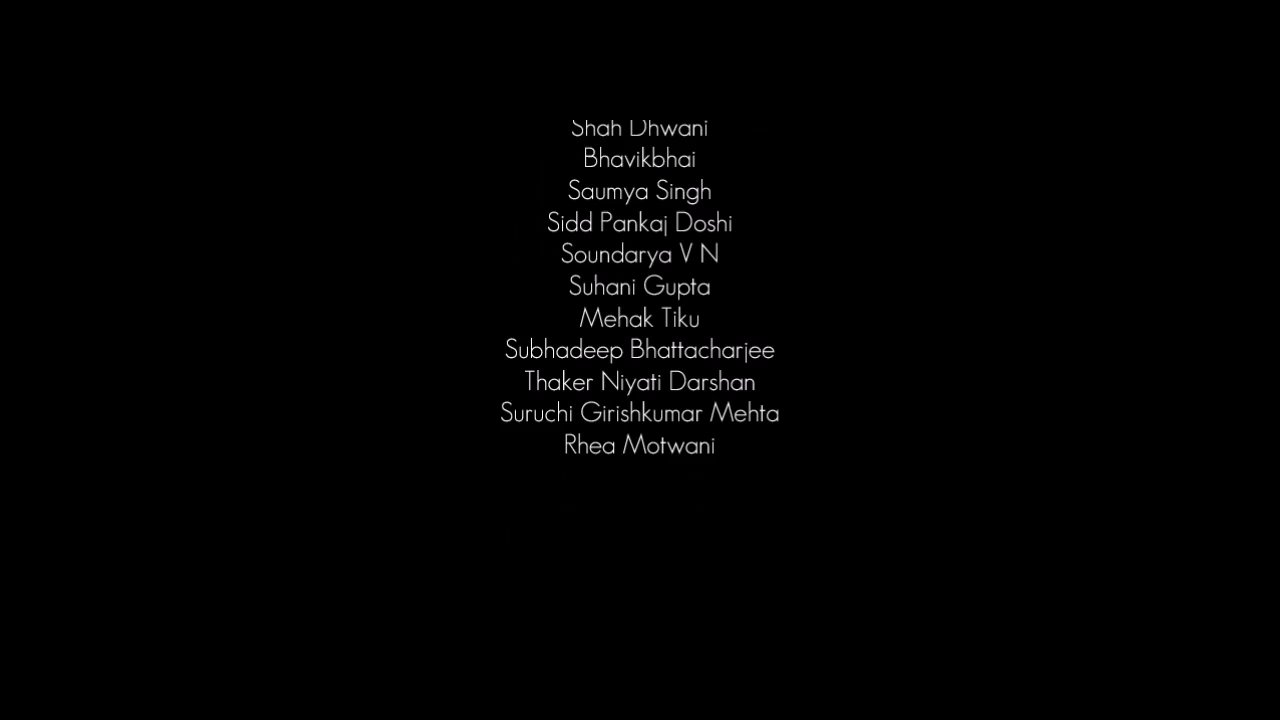 Shah Dhwani
Bhavikbhai
Saumya Singh
Sidd Pankaj Doshi
Soundarya V N
Suhani Gupta
Mehak Tiku
Subhadeep Bhattacharjee
Thaker Niyati Darshan
Suruchi Girishkumar Mehta
Rhea Motwani